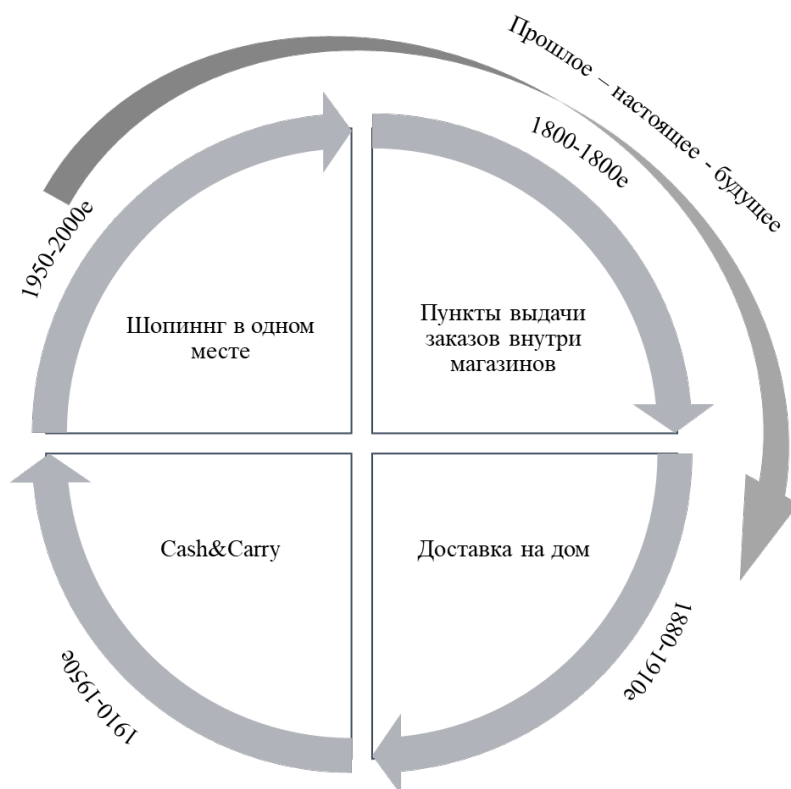 Прошлое – настоящее - будущее
1800-1800е
1950-2000е
Шопиннг в одном
месте
Пункты выдачи
заказов внутри
магазинов
Cash&Carry
Доставка на дом
1910-1950е
1880-1910е